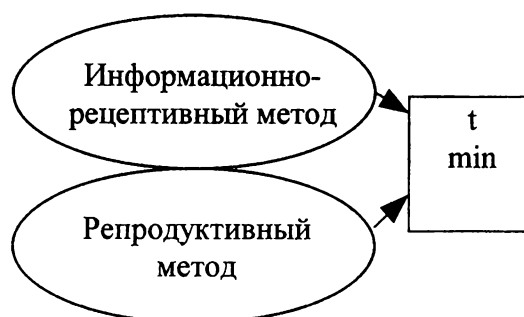 Информационно-
рецептивный метод
t
min
Репродуктивный
метод